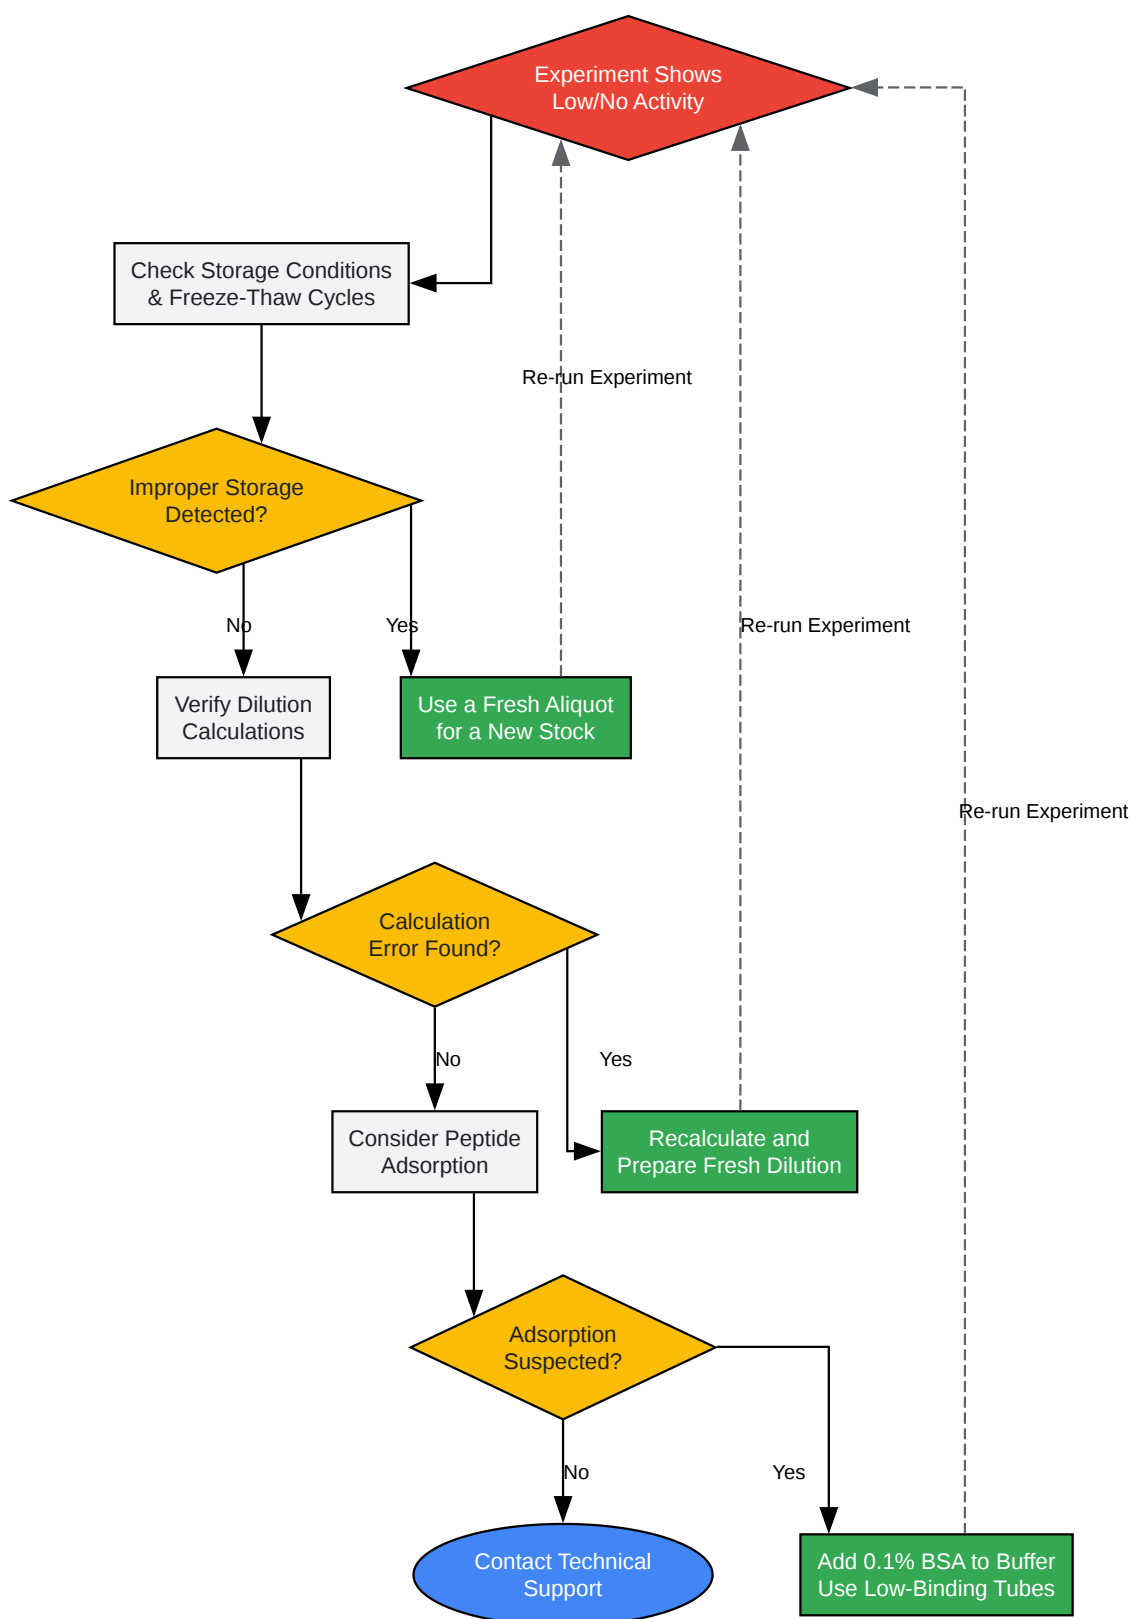 Experiment Shows
Low/No Activity
Check Storage Conditions
& Freeze-Thaw Cycles
Re-run Experiment
Improper Storage
Detected?
No
Yes
Re-run Experiment
Verify Dilution
Calculations
Use a Fresh Aliquot
for a New Stock
Re-run Experiment
Calculation
Error Found?
No
Yes
Consider Peptide
Adsorption
Recalculate and
Prepare Fresh Dilution
Adsorption
Suspected?
No
Yes
Contact Technical
Support
Add 0.1% BSA to Buffer
Use Low-Binding Tubes